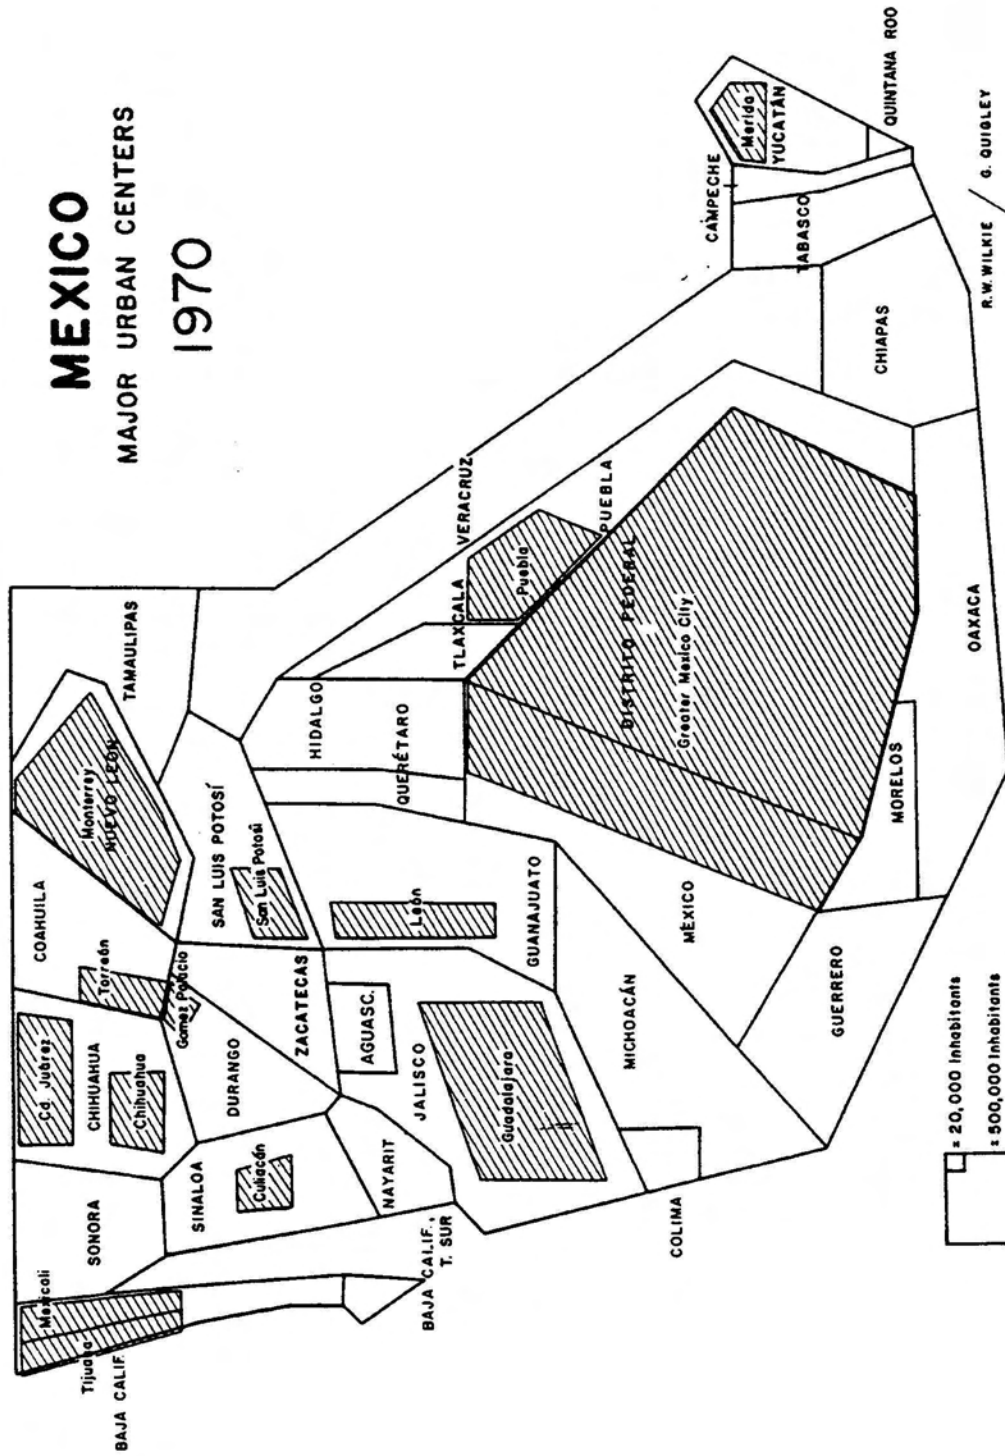 MEXICO
MAJOR URBAN CENTERS
1970
Tijuana
Mexicali
BAJA CALIF.
SONORA
Cd. Juárez
CHIHUAHUA
Chihuahua
COAHUILA
Torreón
Gomez Palacio
Monterrey
NUEVO LEÓN
TAMAULIPAS
SINALOA
Culiacán
DURANGO
ZACATECAS
SAN LUIS POTOSÍ
San Luis Potosí
BAJA CALIF.,
T. SUR
NAYARIT
JALISCO
Guadalajara
AGUASC.
León
GUANAJUATO
QUERÉTARO
HIDALGO
TLAXCALA
VERACRUZ
Puebla
PUEBLA
COLIMA
MICHOACÁN
MÉXICO
DISTRITO FEDERAL
Greater Mexico City
GUERRERO
MORELOS
OAXACA
CHIAPAS
TABASCO
CAMPECHE
Merida
YUCATÁN
QUINTANA ROO
= 20,000 Inhabitants
= 500,000 Inhabitants
R.W. WILKIE / G. QUIGLEY